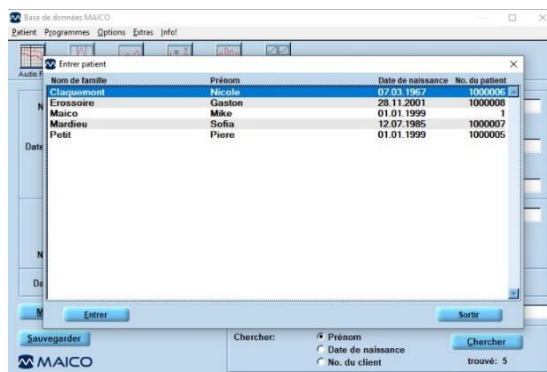 Base de données MAICO
Patient Programmes Options Extras Info!
Entrer patient
Nom de famille Prénom Date de naissance No. du patient
Claquemont Nicole 07.03.1967 1000006
Erossoire Gaston 28.11.2001 1000008
Maico Mike 01.01.1999 1
Mardieu Sofia 12.07.1985 1000007
Petit Piere 01.01.1999 1000005
Entrer Sortir
Sauvegarder
Chercher: Prénom
Date de naissance
No. du client
Chercher
trouvé: 5
MAICO